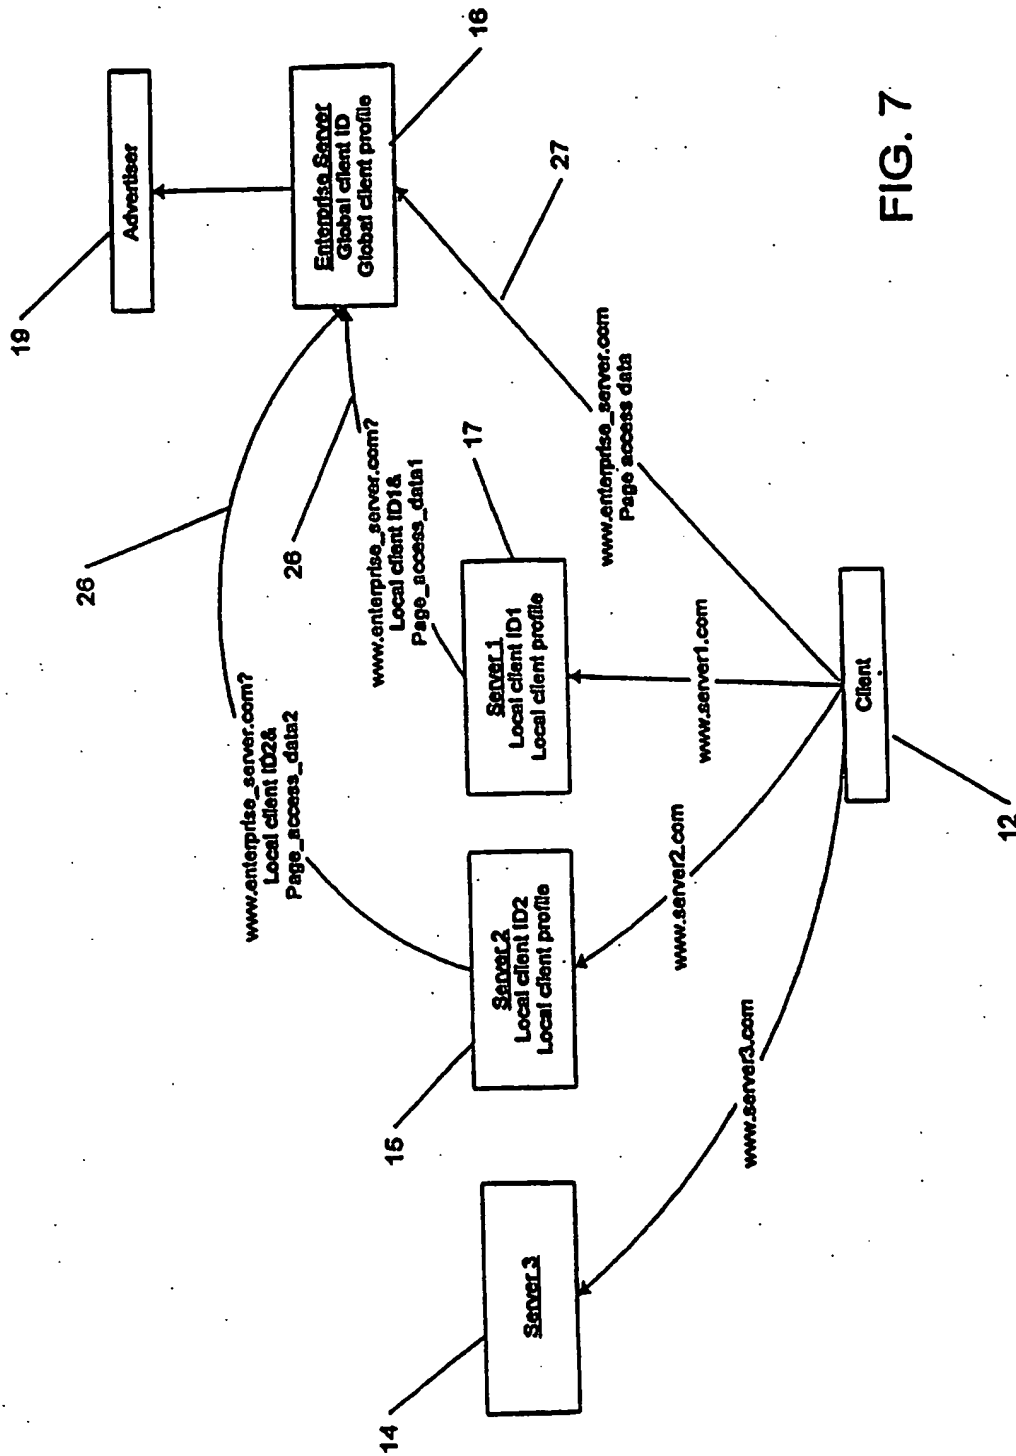 19
Advertiser
Enterprise Server
Global client ID
Global client profile
16
26
26
www.enterprise_server.com?
Local client ID2&
Page_access_data2
www.enterprise_server.com?
Local client ID1&
Page_access_data1
27
www.enterprise_server.com
Page access data
14
Server 3
15
Server 2
Local client ID2
Local client profile
17
Server 1
Local client ID1
Local client profile
www.server3.com
www.server2.com
www.server1.com
Client
12
FIG. 7